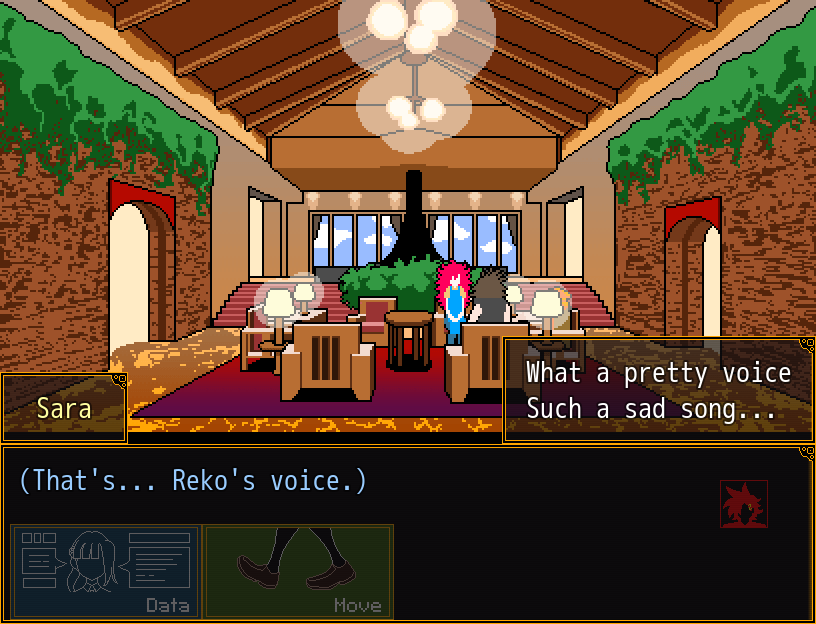 What a pretty voice
Such a sad song...
Sara
(That's... Reko's voice.)
Data
Move